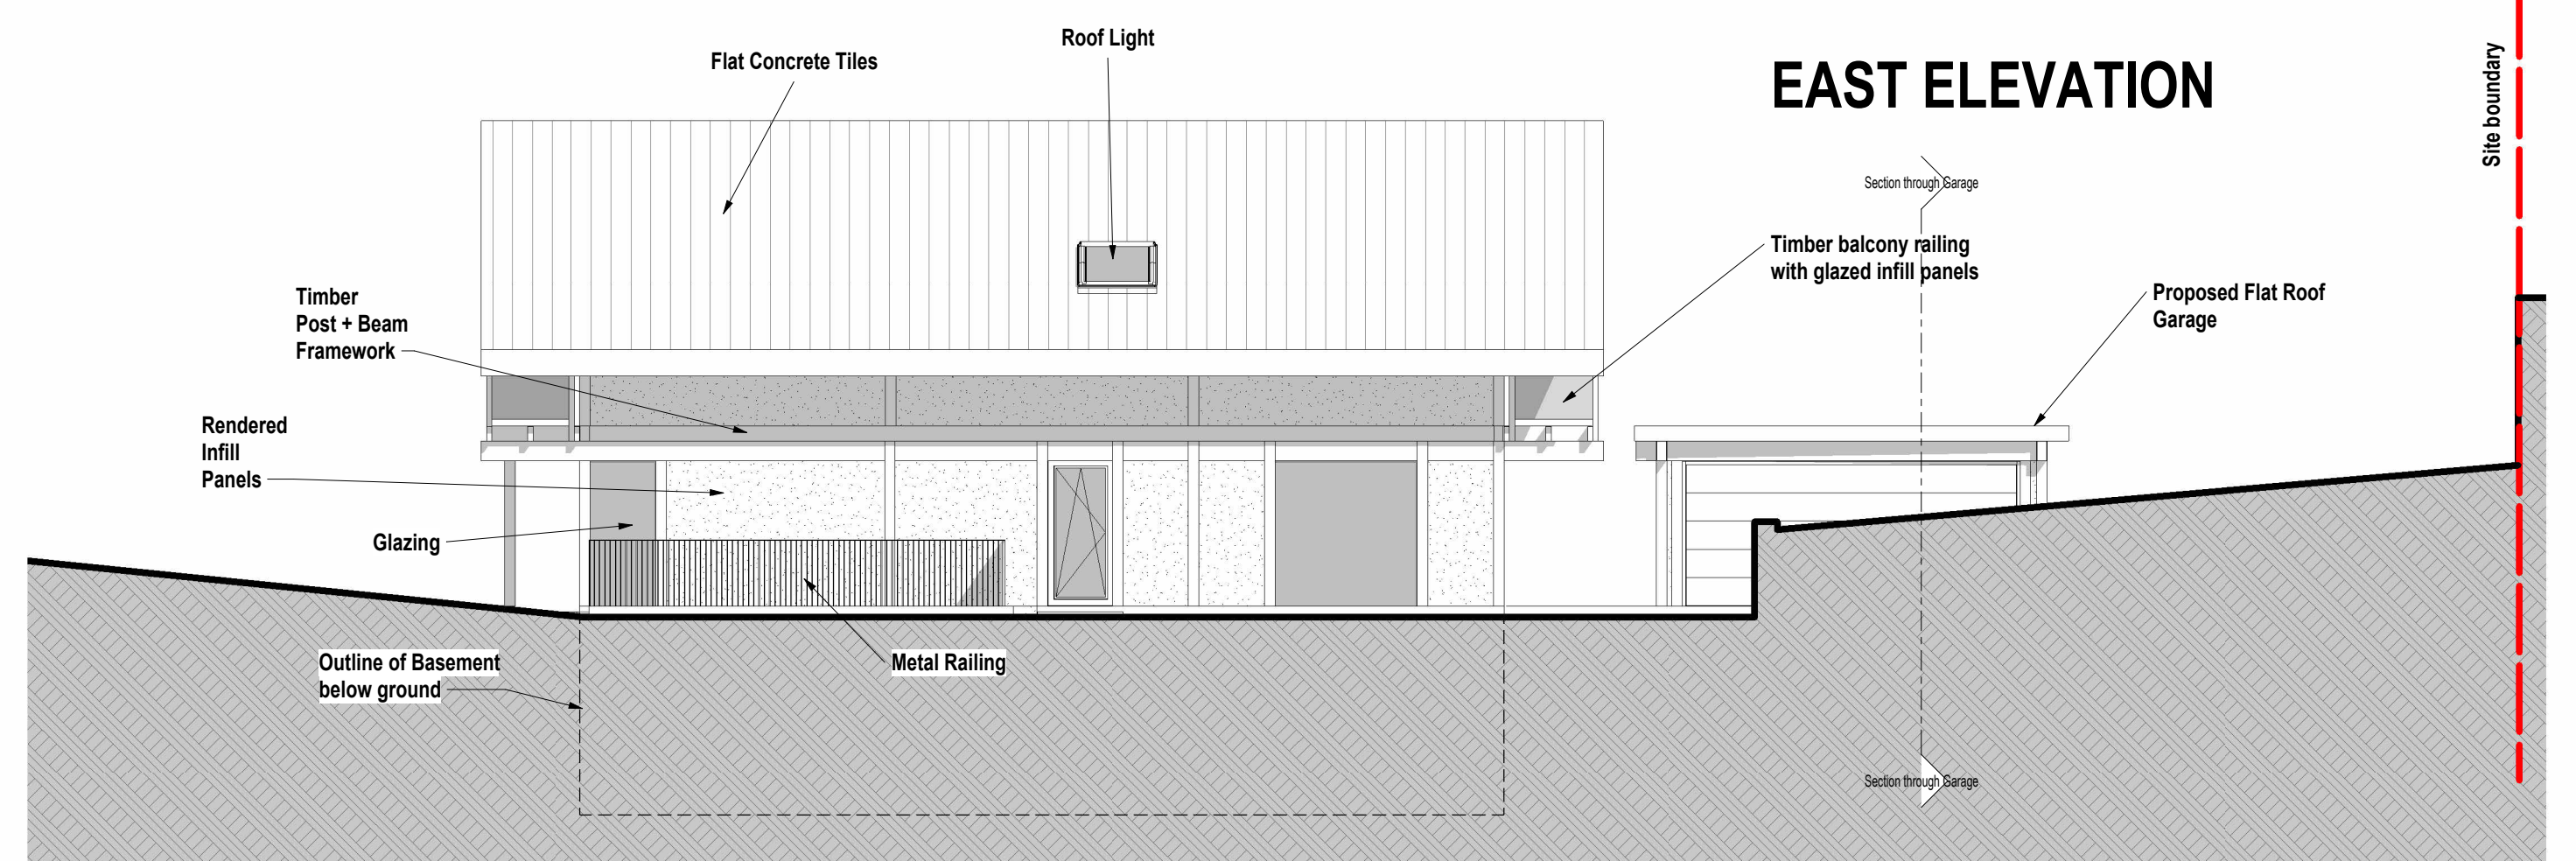 Roof Light
Flat Concrete Tiles
EAST ELEVATION
Site boundary
Section through Garage
Timber balcony railing
with glazed infill panels
Proposed Flat Roof
Garage
Timber
Post + Beam
Framework
Rendered
Infill
Panels
Glazing
Outline of Basement
below ground
Metal Railing
Section through Garage